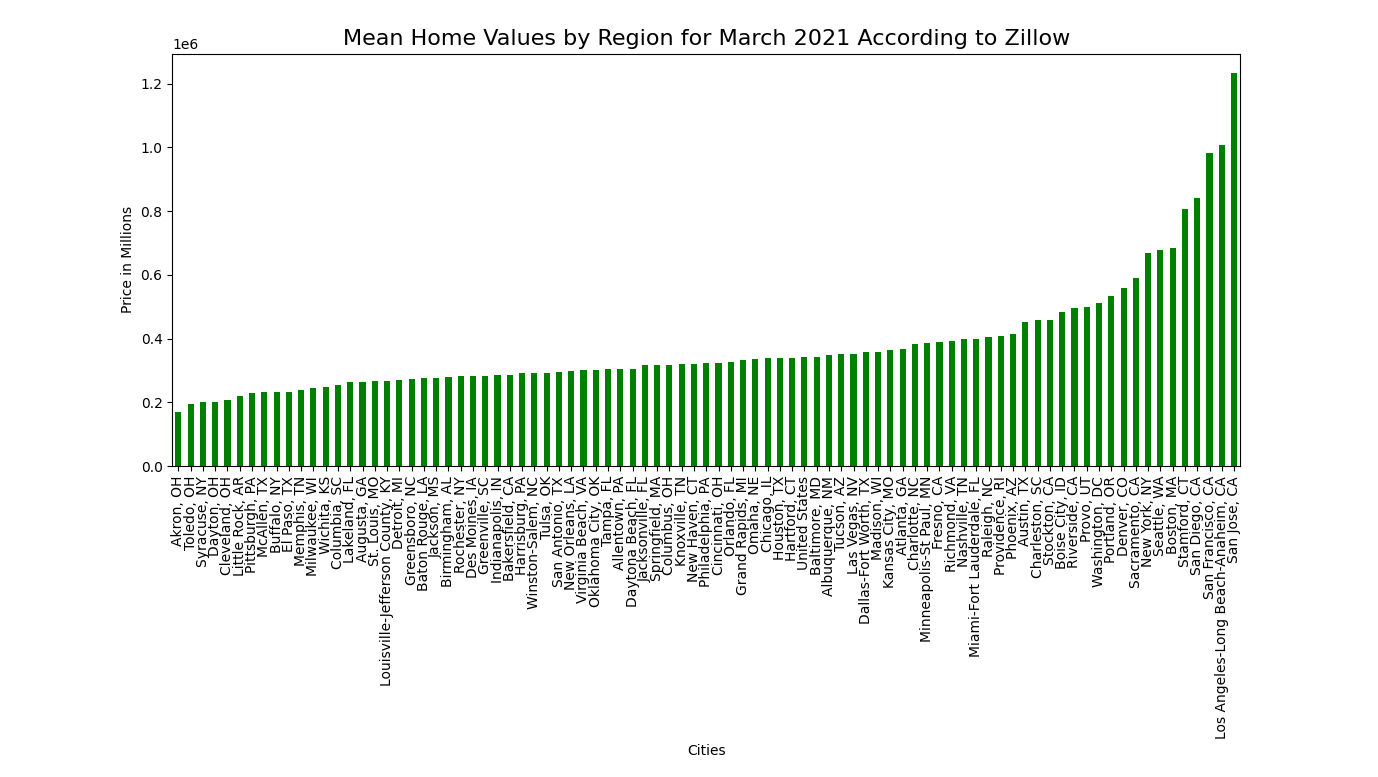 Mean Home Values by Region for March 2021 According to Zillow
1e6
1.2
1.0
0.8
0.6
0.4
0.2
0.0
Price in Millions
Akron, OH
Toledo, OH
Syracuse, NY
Dayton, OH
Cleveland, OH
Little Rock, AR
Pittsburgh, PA
McAllen, TX
Buffalo, NY
El Paso, TX
Memphis, TN
Milwaukee, WI
Wichita, KS
Columbia, SC
Lakeland, FL
Augusta, GA
St. Louis, MO
Louisville-Jefferson County, KY
Detroit, MI
Greensboro, NC
Baton Rouge, LA
Jackson, MS
Birmingham, AL
Rochester, NY
Des Moines, IA
Greenville, SC
Indianapolis, IN
Bakersfield, CA
Harrisburg, PA
Winston-Salem, NC
Tulsa, OK
San Antonio, TX
New Orleans, LA
Virginia Beach, VA
Oklahoma City, OK
Tampa, FL
Allentown, PA
Daytona Beach, FL
Jacksonville, FL
Springfield, MA
Columbus, OH
Knoxville, TN
New Haven, CT
Philadelphia, PA
Cincinnati, OH
Orlando, FL
Grand Rapids, MI
Omaha, NE
Chicago, IL
Houston, TX
Hartford, CT
United States
Baltimore, MD
Albuquerque, NM
Tucson, AZ
Las Vegas, NV
Dallas-Fort Worth, TX
Madison, WI
Kansas City, MO
Atlanta, GA
Charlotte, NC
Minneapolis-St Paul, MN
Fresno, CA
Richmond, VA
Nashville, TN
Miami-Fort Lauderdale, FL
Raleigh, NC
Providence, RI
Phoenix, AZ
Austin, TX
Charleston, SC
Stockton, CA
Boise City, ID
Riverside, CA
Provo, UT
Washington, DC
Portland, OR
Denver, CO
Sacramento, CA
New York, NY
Seattle, WA
Boston, MA
Stamford, CT
San Diego, CA
San Francisco, CA
Los Angeles-Long Beach-Anaheim, CA
San Jose, CA
Cities